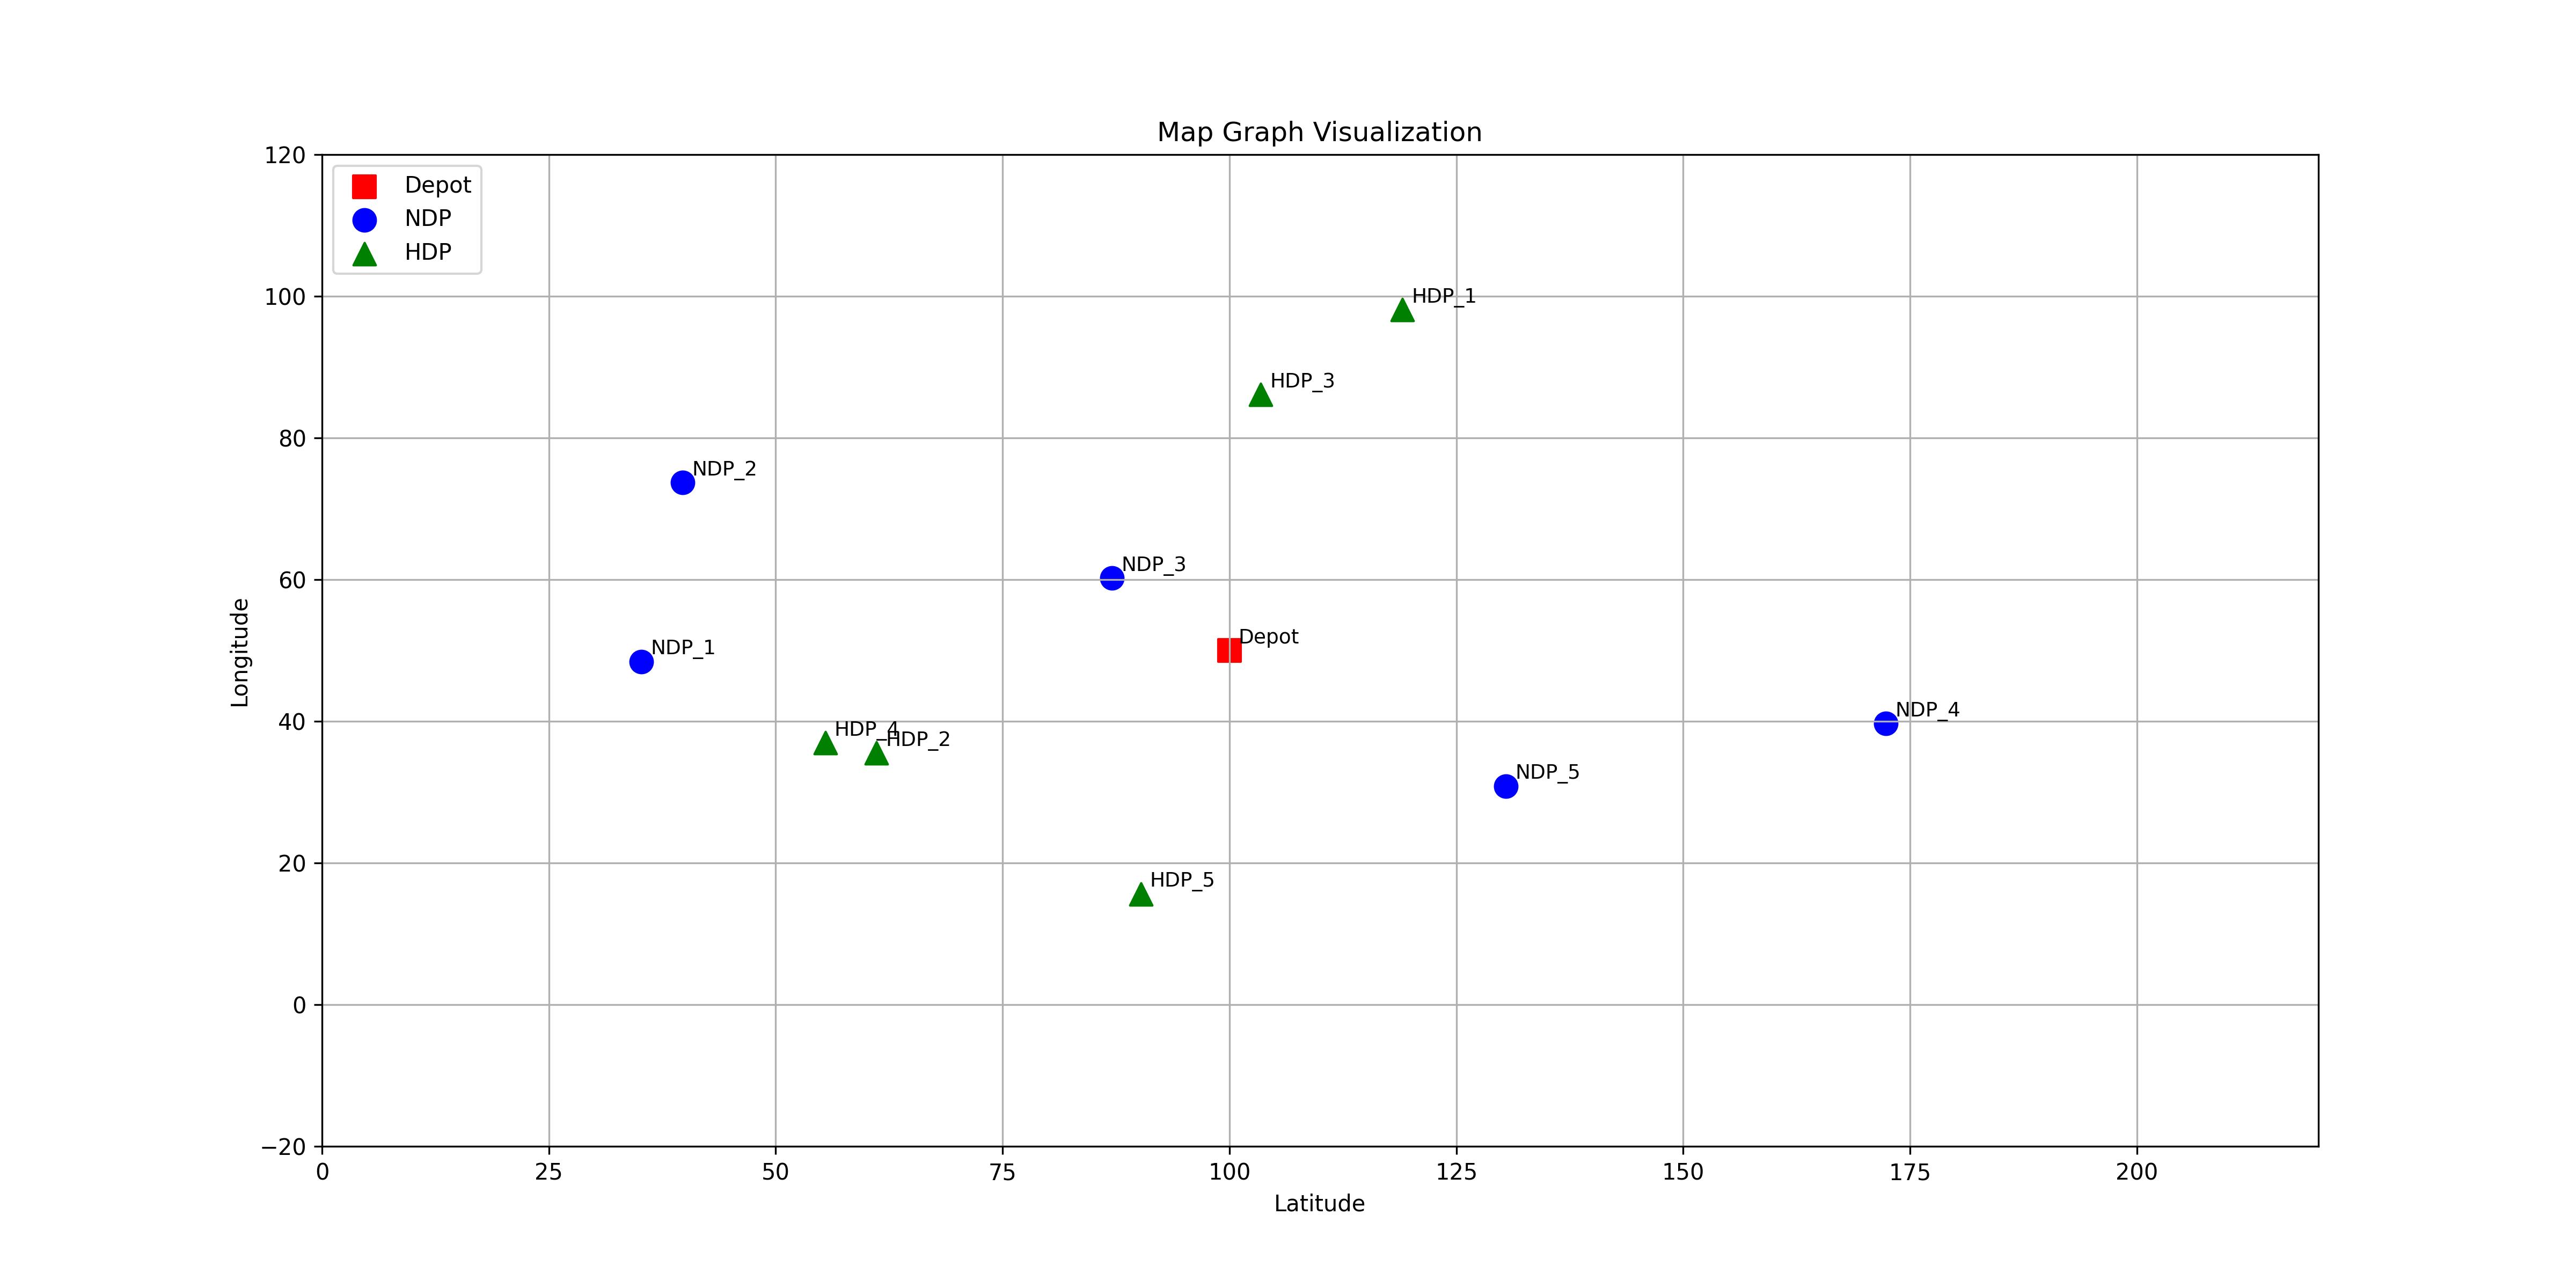 Map Graph Visualization
Depot
NDP
HDP
120
100
80
60
40
20
0
−20
Longitude
HDP_1
HDP_3
NDP_2
NDP_3
Depot
NDP_1
NDP_4
HDP_4
HDP_2
NDP_5
HDP_5
0 25 50 75 100 125 150 175 200
Latitude